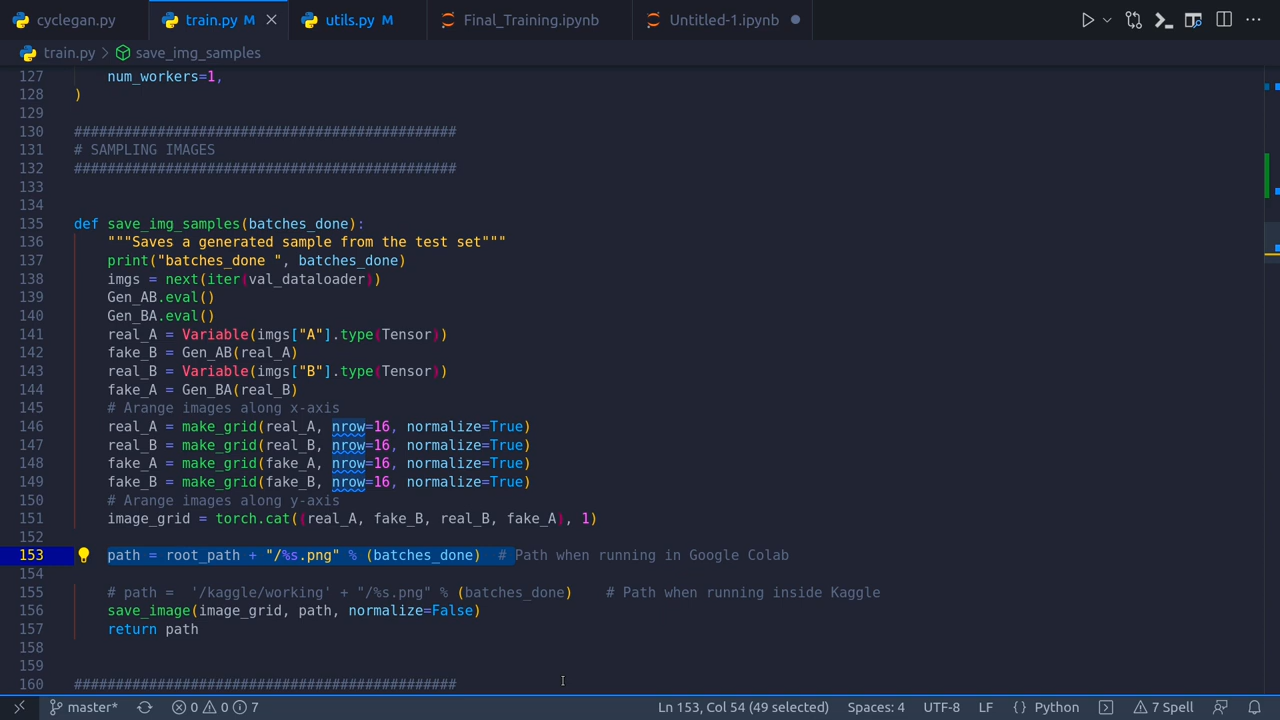 cyclegan.py train.py M utils.py M Final_Training.ipynb Untitled-1.ipynb
train.py > save_img_samples
127 num_workers=1,
128 )
129
130 ##############################################
131 # SAMPLING IMAGES
132 ##############################################
133
134
135 def save_img_samples(batches_done):
136 """Saves a generated sample from the test set"""
137 print("batches_done ", batches_done)
138 imgs = next(iter(val_dataloader))
139 Gen_AB.eval()
140 Gen_BA.eval()
141 real_A = Variable(imgs["A"].type(Tensor))
142 fake_B = Gen_AB(real_A)
143 real_B = Variable(imgs["B"].type(Tensor))
144 fake_A = Gen_BA(real_B)
145 # Arange images along x-axis
146 real_A = make_grid(real_A, nrow=16, normalize=True)
147 real_B = make_grid(real_B, nrow=16, normalize=True)
148 fake_A = make_grid(fake_A, nrow=16, normalize=True)
149 fake_B = make_grid(fake_B, nrow=16, normalize=True)
150 # Arange images along y-axis
151 image_grid = torch.cat((real_A, fake_B, real_B, fake_A), 1)
152
153 path = root_path + "/%s.png" % (batches_done)  # Path when running in Google Colab
154
155 # path =  '/kaggle/working' + "/%s.png" % (batches_done)    # Path when running inside Kaggle
156 save_image(image_grid, path, normalize=False)
157 return path
158
159
160 ##############################################
master* 0 0 7 Ln 153, Col 54 (49 selected) Spaces: 4 UTF-8 LF {} Python 7 Spell